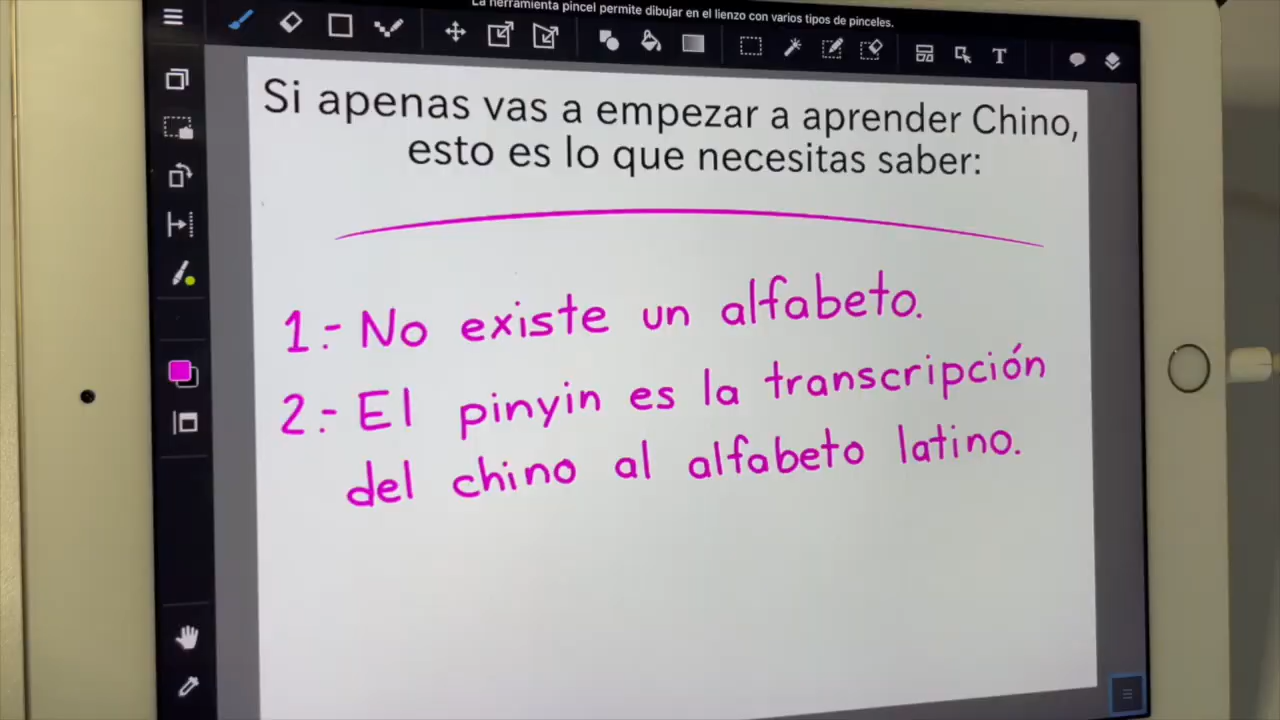 La herramienta pincel permite dibujar en el lienzo con varios tipos de pinceles.
T
Si apenas vas a empezar a aprender Chino,
esto es lo que necesitas saber:
1.- No existe un alfabeto.
2.- El pinyin es la transcripción
del chino al alfabeto latino.